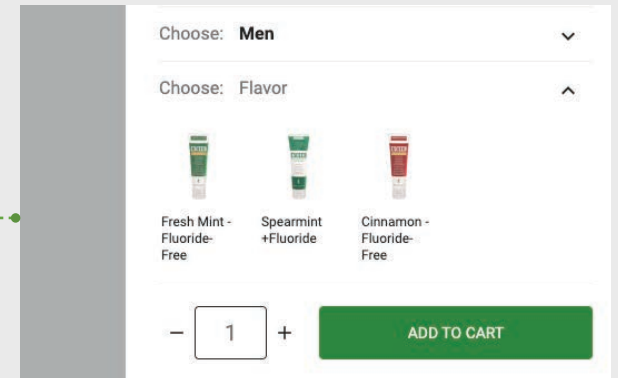 Choose: Men
Choose: Flavor
Fresh Mint -
Fluoride-
Free
Spearmint
+Fluoride
Cinnamon -
Fluoride-
Free
− 1 + ADD TO CART